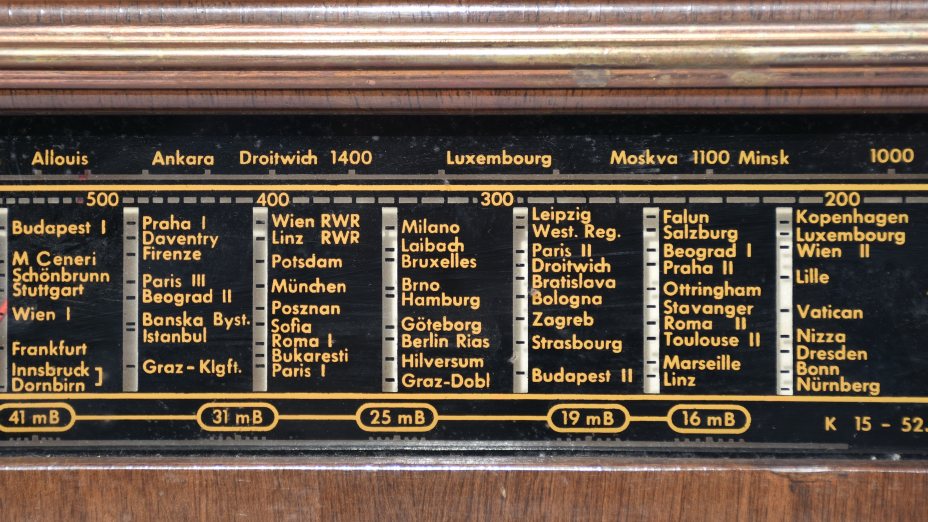 Allouis Ankara Droitwich 1400 Luxembourg Moskva 1100 Minsk 1000
500 400 300 200
Budapest I
M Ceneri
Schönbrunn
Stuttgart
Wien I
Frankfurt
Innsbruck
Dornbirn ]
Praha I
Daventry
Firenze
Paris III
Beograd II
Banska Byst.
Istanbul
Graz-Klgft.
Wien RWR
Linz RWR
Potsdam
München
Posznan
Sofia
Roma I
Bukaresti
Paris I
Milano
Laibach
Bruxelles
Brno
Hamburg
Göteborg
Berlin Rias
Hilversum
Graz-Dobl
Leipzig
West. Reg.
Paris II
Droitwich
Bratislava
Bologna
Zagreb
Strasbourg
Budapest II
Falun
Salzburg
Beograd I
Praha II
Ottringham
Stavanger
Roma II
Toulouse II
Marseille
Linz
Kopenhagen
Luxembourg
Wien II
Lille
Vatican
Nizza
Dresden
Bonn
Nürnberg
41 mB 31 mB 25 mB 19 mB 16 mB K 15 - 52.